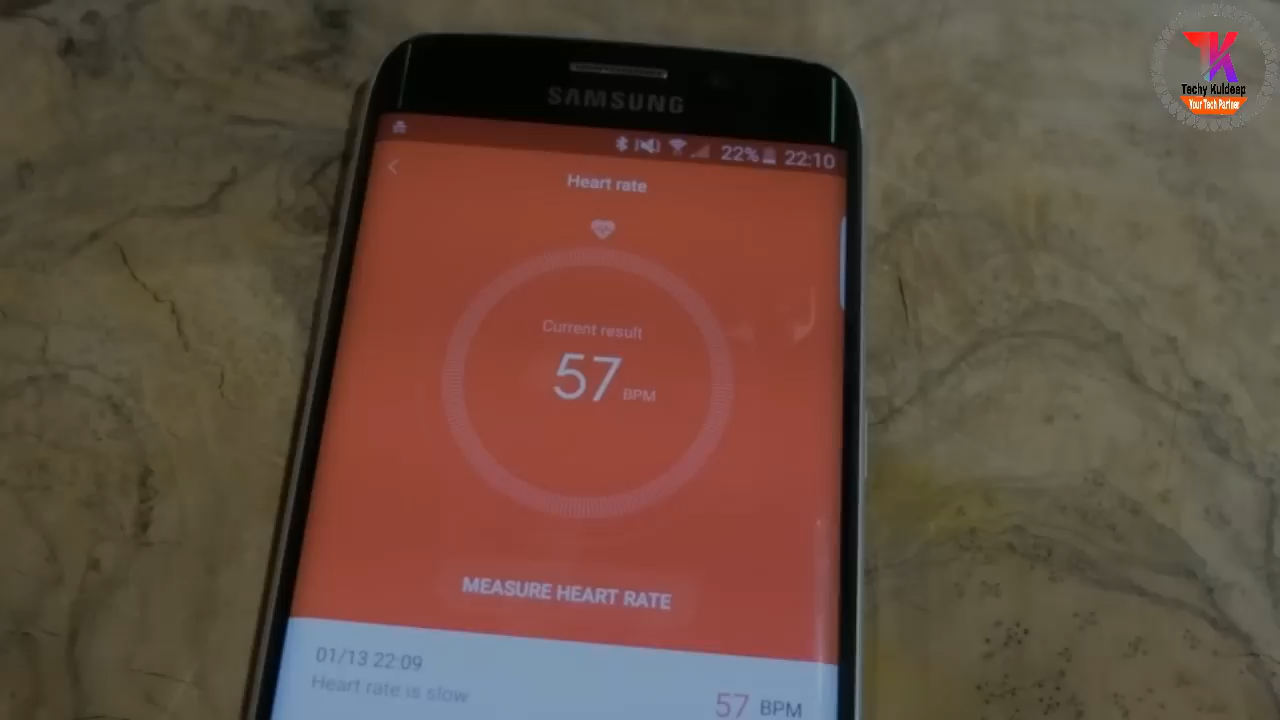 TK
Techy Kuldeep
Your Tech Partner
SAMSUNG
22% 22:10
Heart rate
Current result
57 BPM
MEASURE HEART RATE
01/13 22:09
Heart rate is slow
57 BPM